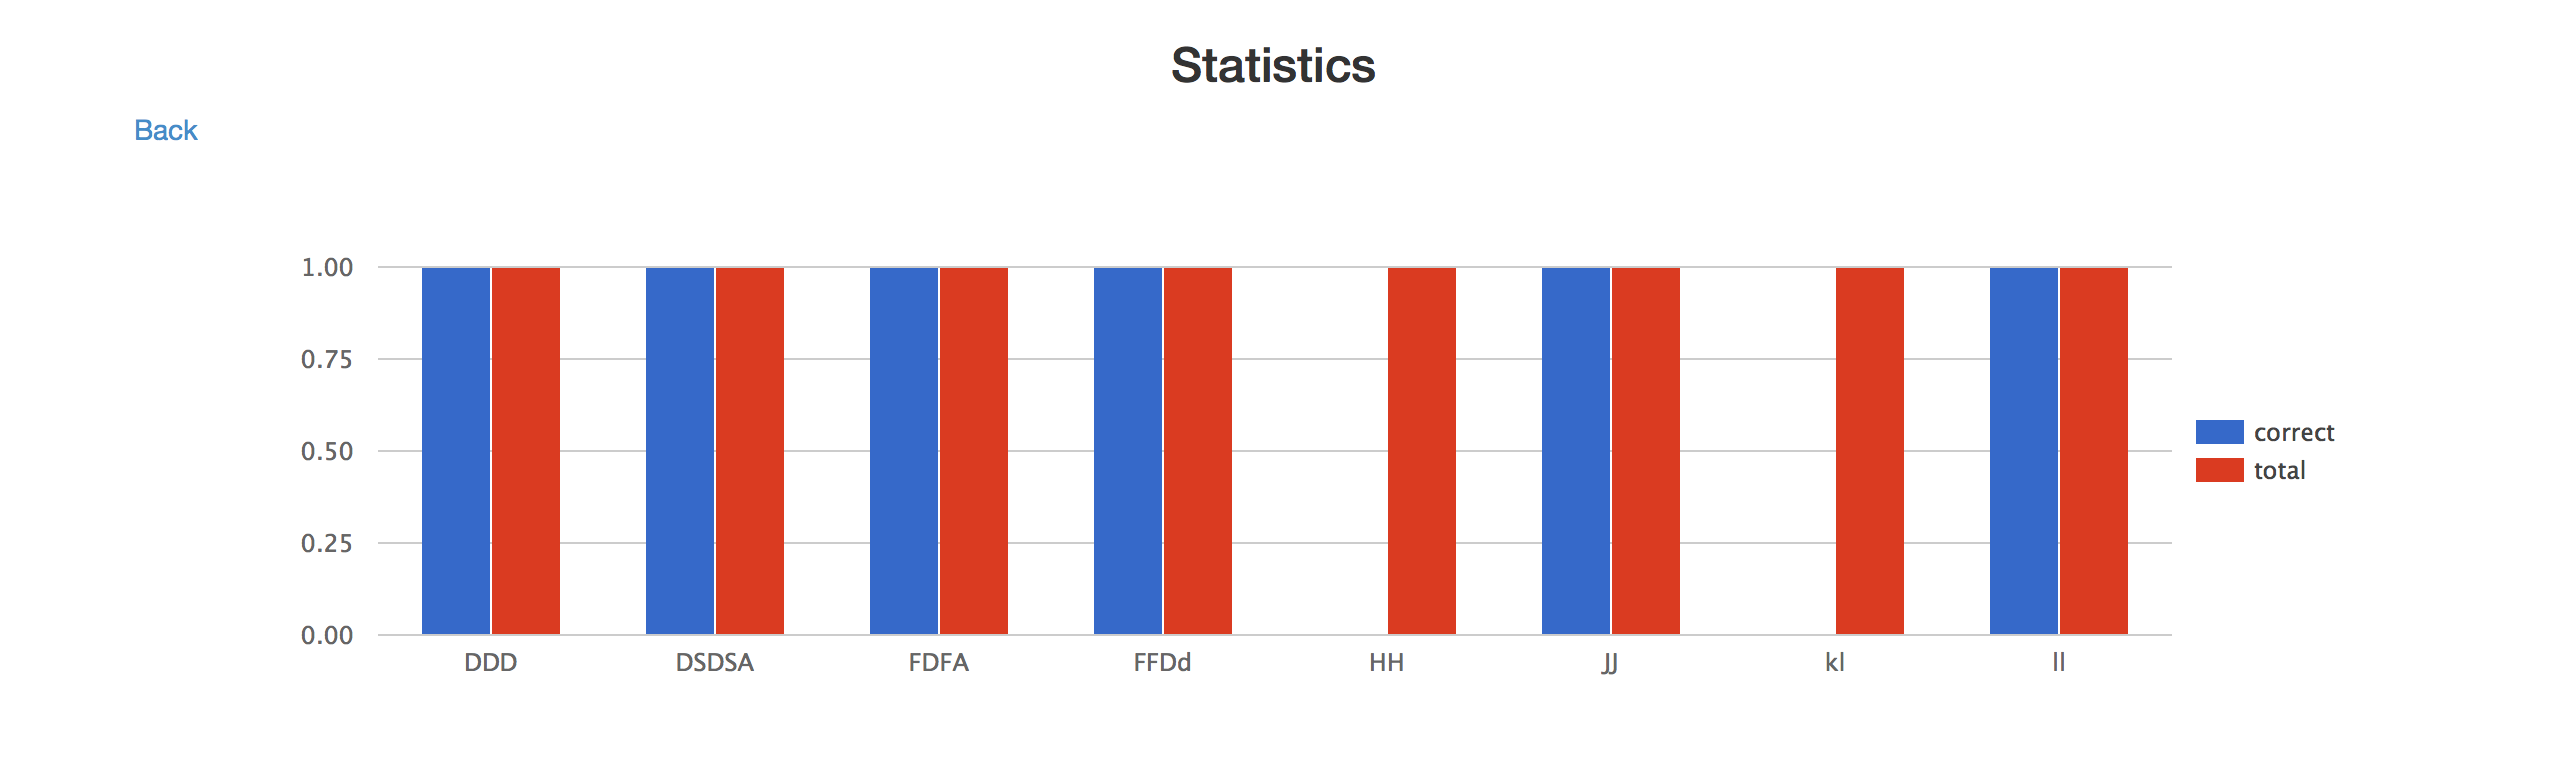 Statistics
Back
1.00
0.75
0.50
0.25
0.00
DDD DSDSA FDFA FFDd HH JJ kl ll
correct
total